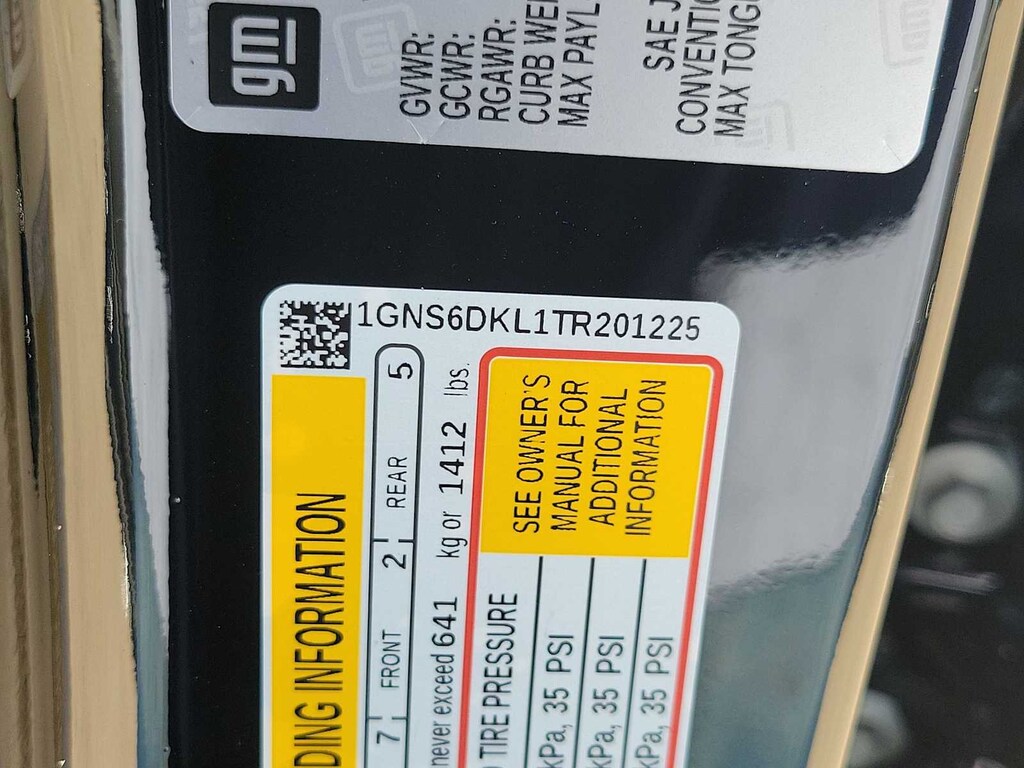 gm
GVWR:
GCWR:
RGAWR:
CURB WEI
MAX PAYL
SAE J
CONVENTIO
MAX TONG
1GNS6DKL1TR201225
DING INFORMATION
7 FRONT 2 REAR 5
never exceed 641 kg or 1412 lbs.
TIRE PRESSURE
SEE OWNER'S
MANUAL FOR
ADDITIONAL
INFORMATION
kPa, 35 PSI
kPa, 35 PSI
kPa, 35 PSI